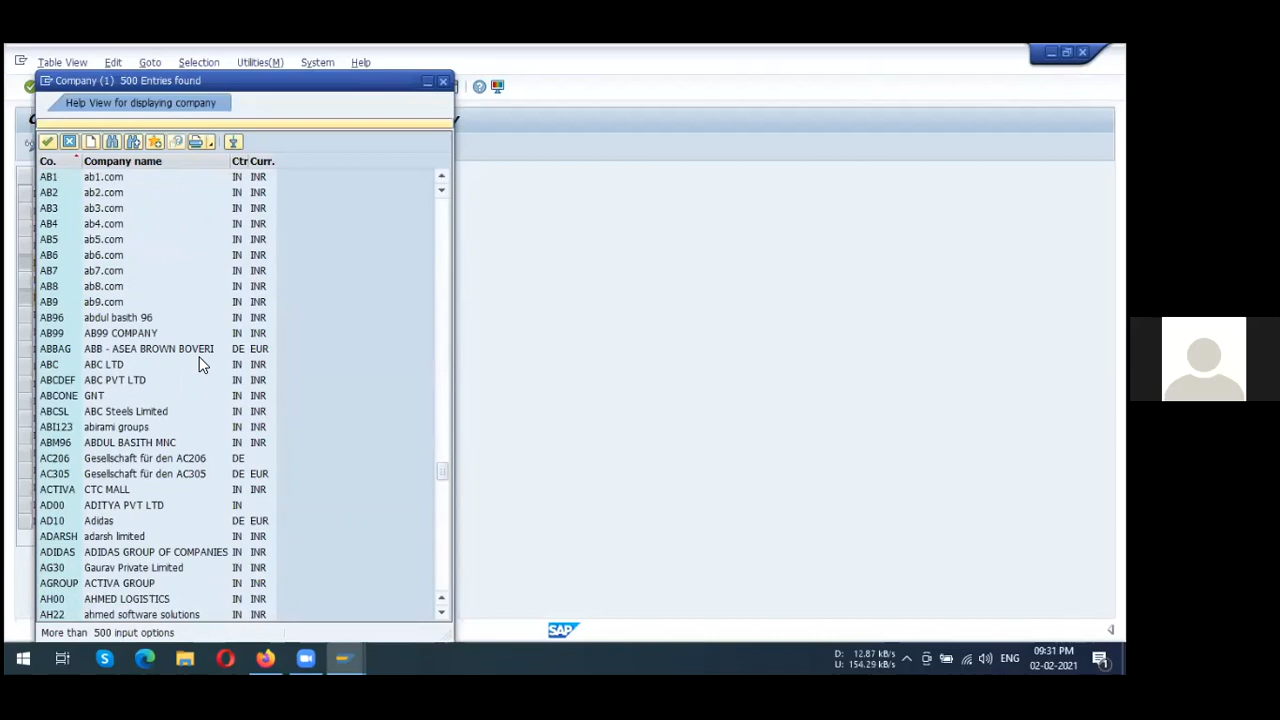 Table View Edit Goto Selection Utilities(M) System Help
Company (1) 500 Entries found
Help View for displaying company
Co. Company name Ctr Curr.
AB1 ab1.com IN INR
AB2 ab2.com IN INR
AB3 ab3.com IN INR
AB4 ab4.com IN INR
AB5 ab5.com IN INR
AB6 ab6.com IN INR
AB7 ab7.com IN INR
AB8 ab8.com IN INR
AB9 ab9.com IN INR
AB96 abdul basith 96 IN INR
AB99 AB99 COMPANY IN INR
ABBAG ABB - ASEA BROWN BOVERI DE EUR
ABC ABC LTD IN INR
ABCDEF ABC PVT LTD IN INR
ABCONE GNT IN INR
ABCSL ABC Steels Limited IN INR
ABI123 abirami groups IN INR
ABM96 ABDUL BASITH MNC IN INR
AC206 Gesellschaft für den AC206 DE
AC305 Gesellschaft für den AC305 DE EUR
ACTIVA CTC MALL IN INR
AD00 ADITYA PVT LTD IN
AD10 Adidas DE EUR
ADARSH adarsh limited IN INR
ADIDAS ADIDAS GROUP OF COMPANIES IN INR
AG30 Gaurav Private Limited IN INR
AGROUP ACTIVA GROUP IN INR
AH00 AHMED LOGISTICS IN INR
AH22 ahmed software solutions IN INR
More than 500 input options
SAP
D: 12.87 kB/s
U: 154.29 kB/s
ENG
09:31 PM
02-02-2021
1